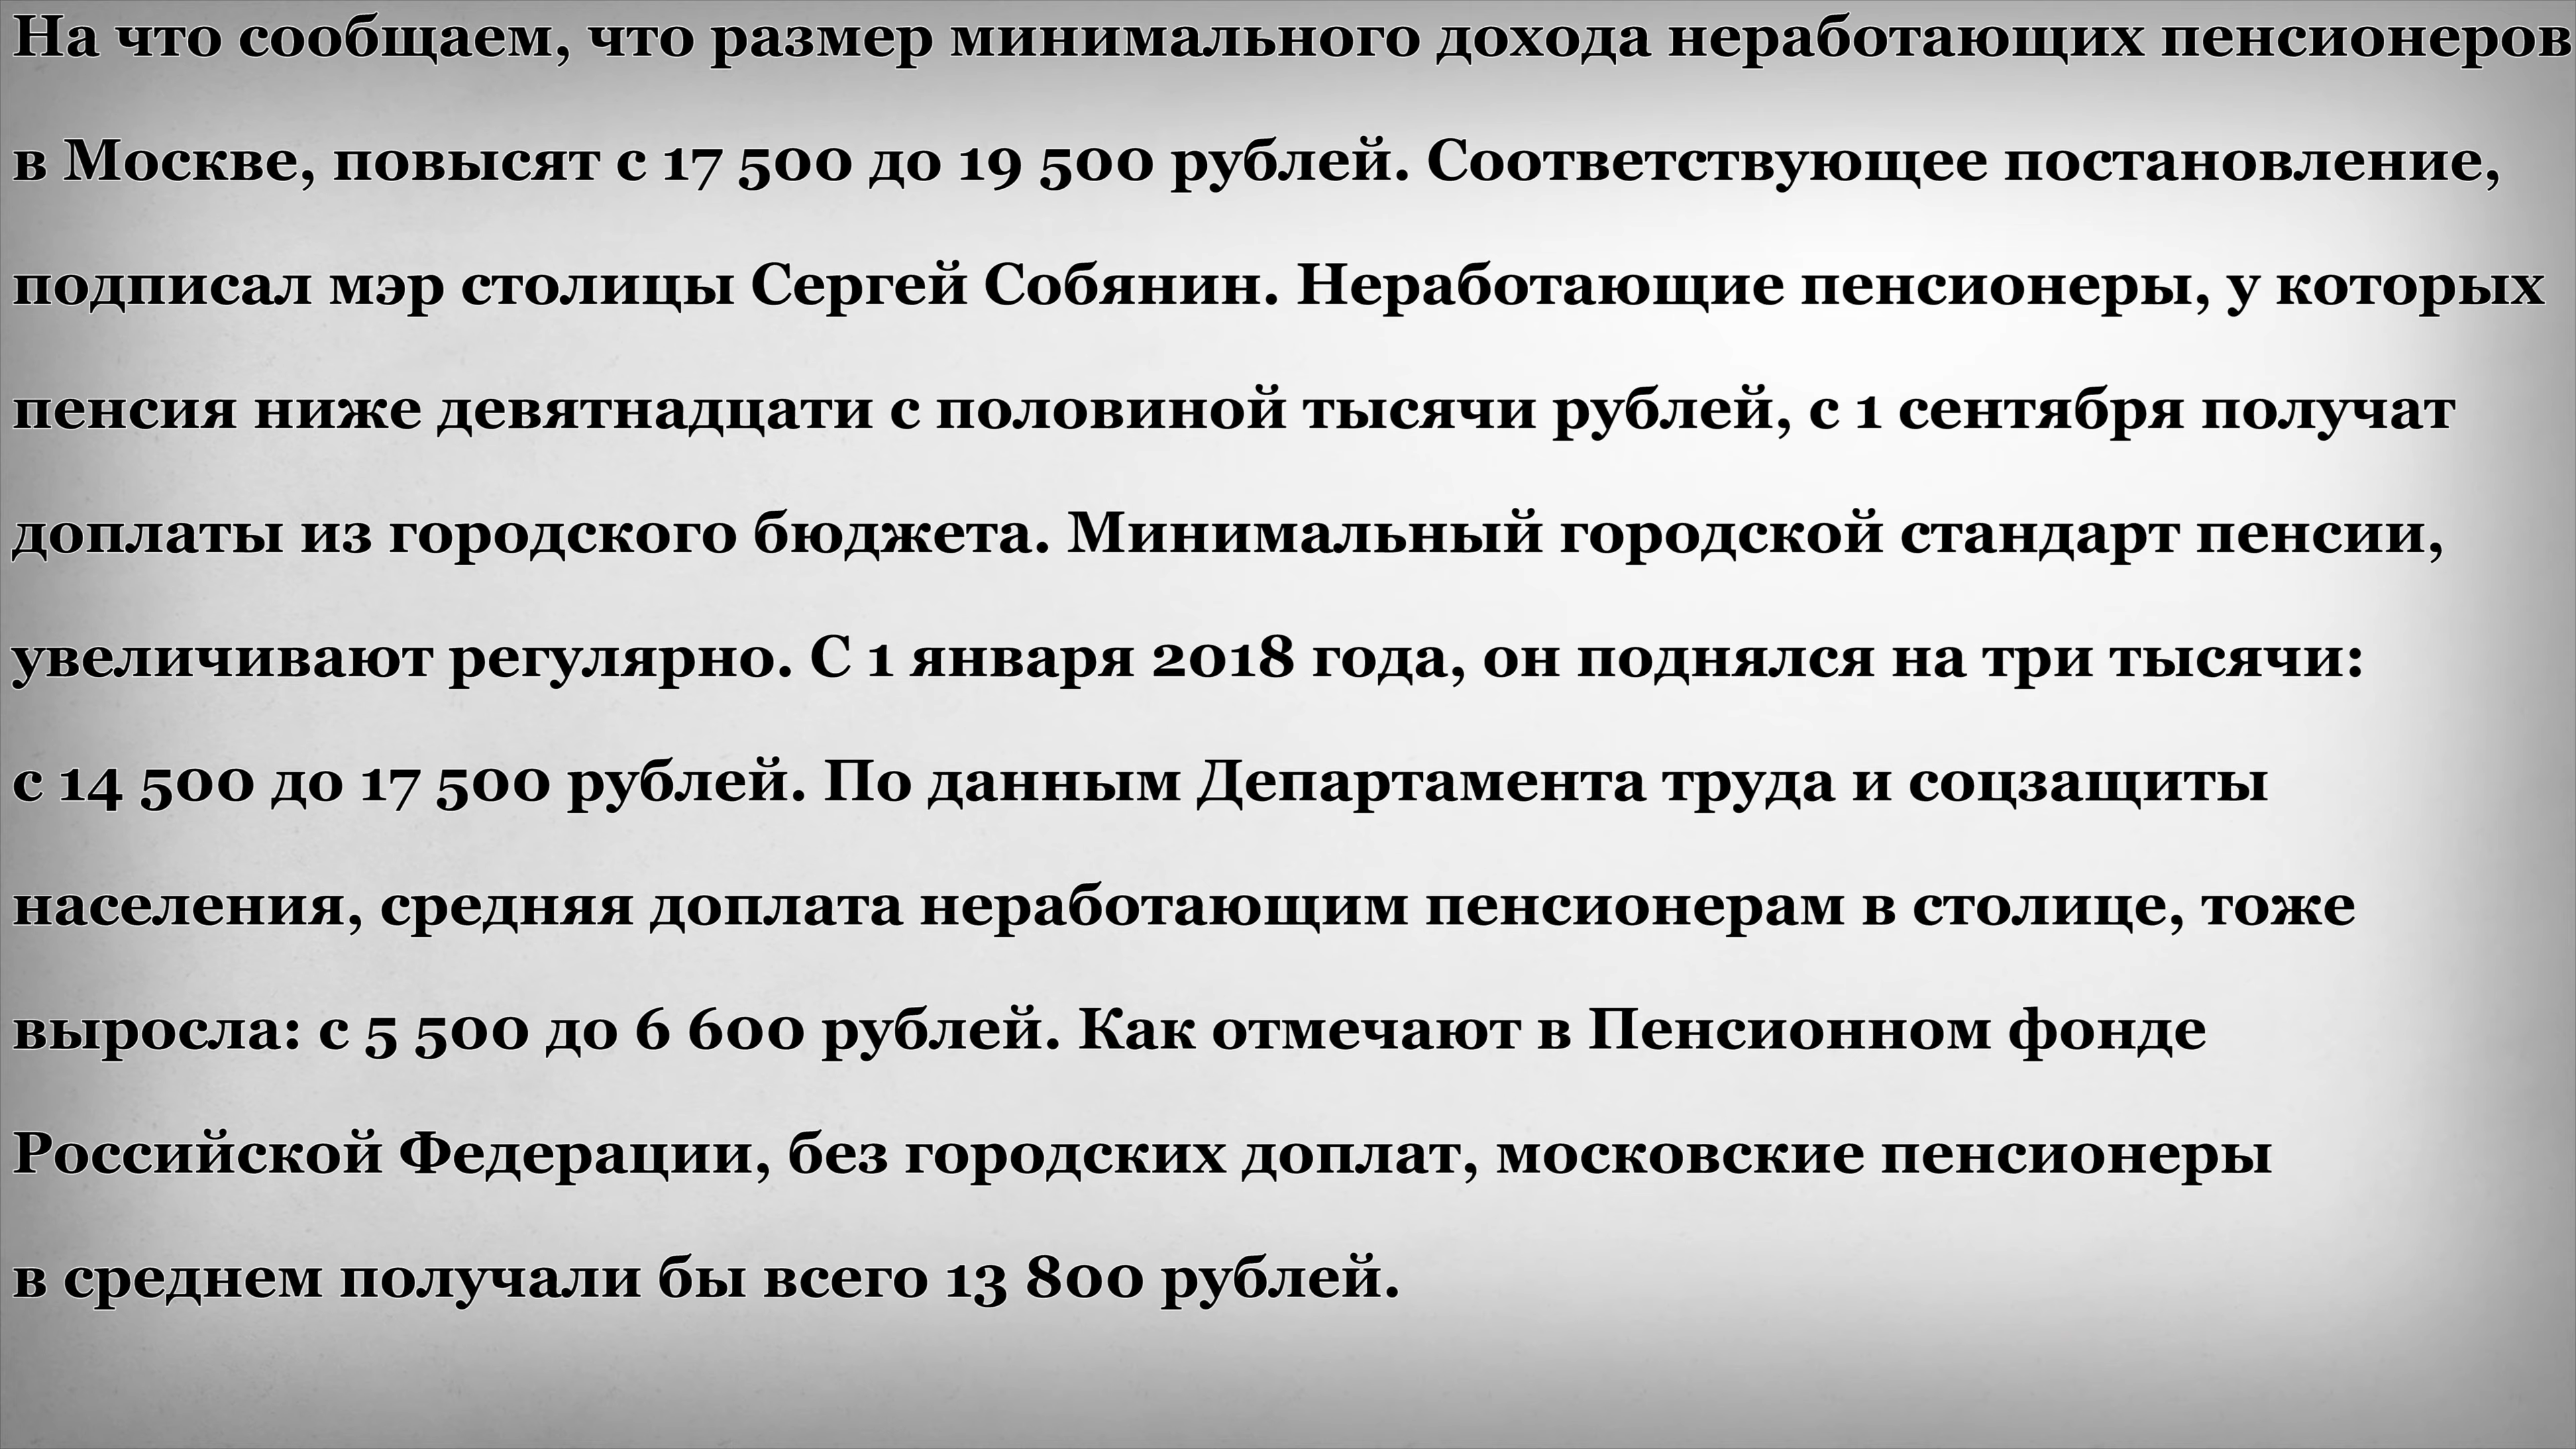 На что сообщаем, что размер минимального дохода неработающих пенсионеров
в Москве, повысят с 17 500 до 19 500 рублей. Соответствующее постановление,
подписал мэр столицы Сергей Собянин. Неработающие пенсионеры, у которых
пенсия ниже девятнадцати с половиной тысячи рублей, с 1 сентября получат
доплаты из городского бюджета. Минимальный городской стандарт пенсии,
увеличивают регулярно. С 1 января 2018 года, он поднялся на три тысячи:
с 14 500 до 17 500 рублей. По данным Департамента труда и соцзащиты
населения, средняя доплата неработающим пенсионерам в столице, тоже
выросла: с 5 500 до 6 600 рублей. Как отмечают в Пенсионном фонде
Российской Федерации, без городских доплат, московские пенсионеры
в среднем получали бы всего 13 800 рублей.